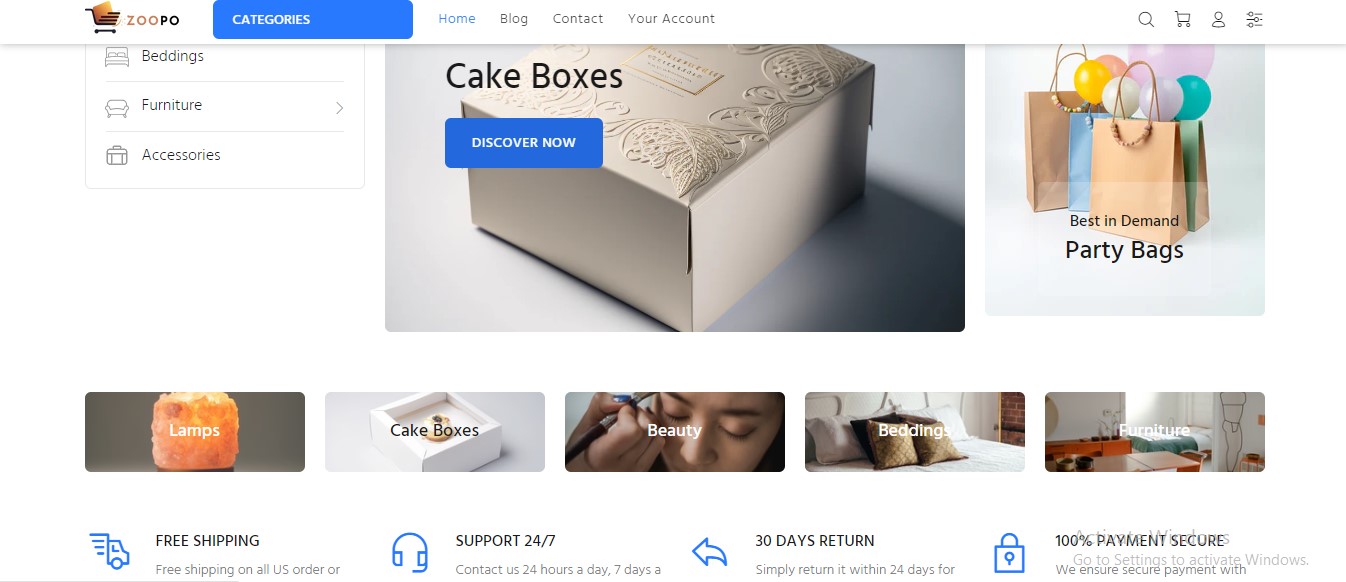 ZOOPO
CATEGORIES
Home
Blog
Contact
Your Account
Beddings
Furniture
Accessories
Cake Boxes
DISCOVER NOW
Best in Demand
Party Bags
Lamps
Cake Boxes
Beauty
Beddings
Furniture
FREE SHIPPING
Free shipping on all US order or
SUPPORT 24/7
Contact us 24 hours a day, 7 days a
30 DAYS RETURN
Simply return it within 24 days for
100% PAYMENT SECURE
We ensure secure payment with
Activate Windows
Go to Settings to activate Windows.